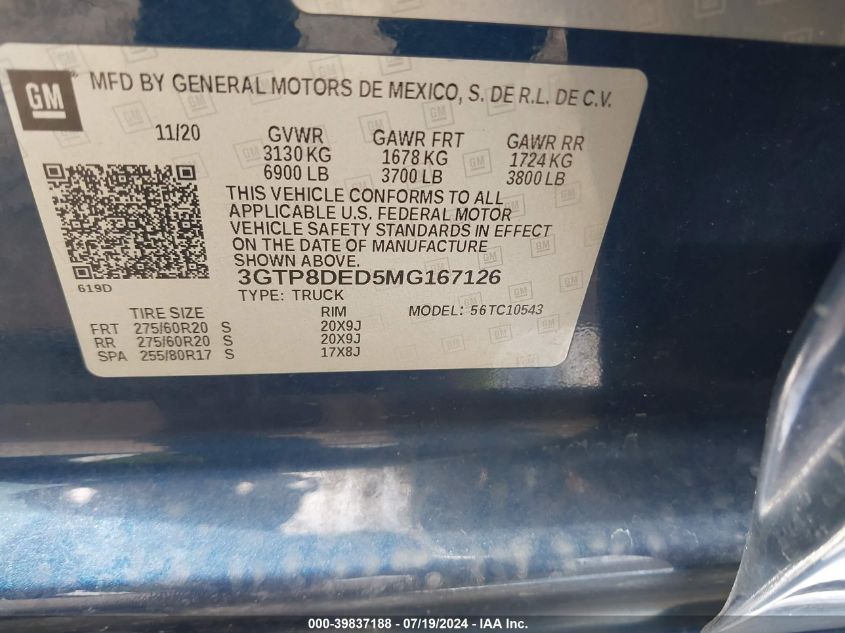 GM
MFD BY GENERAL MOTORS DE MEXICO, S. DE R.L. DE C.V.
11/20 GVWR GAWR FRT GAWR RR
3130 KG 1678 KG 1724 KG
6900 LB 3700 LB 3800 LB
THIS VEHICLE CONFORMS TO ALL
APPLICABLE U.S. FEDERAL MOTOR
VEHICLE SAFETY STANDARDS IN EFFECT
ON THE DATE OF MANUFACTURE
SHOWN ABOVE.
619D
3GTP8DED5MG167126
TYPE: TRUCK MODEL: 56TC10543
TIRE SIZE RIM
FRT 275/60R20 S 20X9J
RR 275/60R20 S 20X9J
SPA 255/80R17 S 17X8J
000-39837188 - 07/19/2024 - IAA Inc.